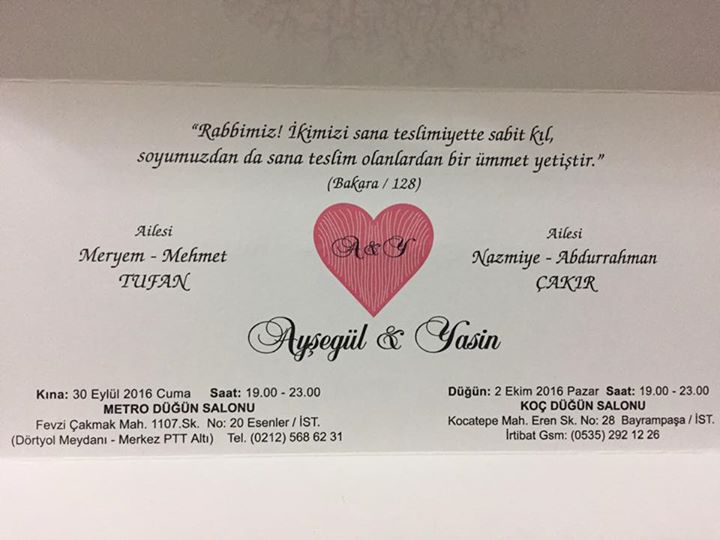 “Rabbimiz! İkimizi sana teslimiyette sabit kıl,
soyumuzdan da sana teslim olanlardan bir ümmet yetiştir.”
(Bakara / 128)
Ailesi
Meryem - Mehmet
TUFAN
A & Y
Ailesi
Nazmiye - Abdurrahman
ÇAKIR
Ayşegül & Yasin
Kına: 30 Eylül 2016 Cuma Saat: 19.00 - 23.00
METRO DÜĞÜN SALONU
Fevzi Çakmak Mah. 1107.Sk. No: 20 Esenler / İST.
(Dörtyol Meydanı - Merkez PTT Altı) Tel. (0212) 568 62 31
Düğün: 2 Ekim 2016 Pazar Saat: 19.00 - 23.00
KOÇ DÜĞÜN SALONU
Kocatepe Mah. Eren Sk. No: 28 Bayrampaşa / İST.
İrtibat Gsm: (0535) 292 12 26